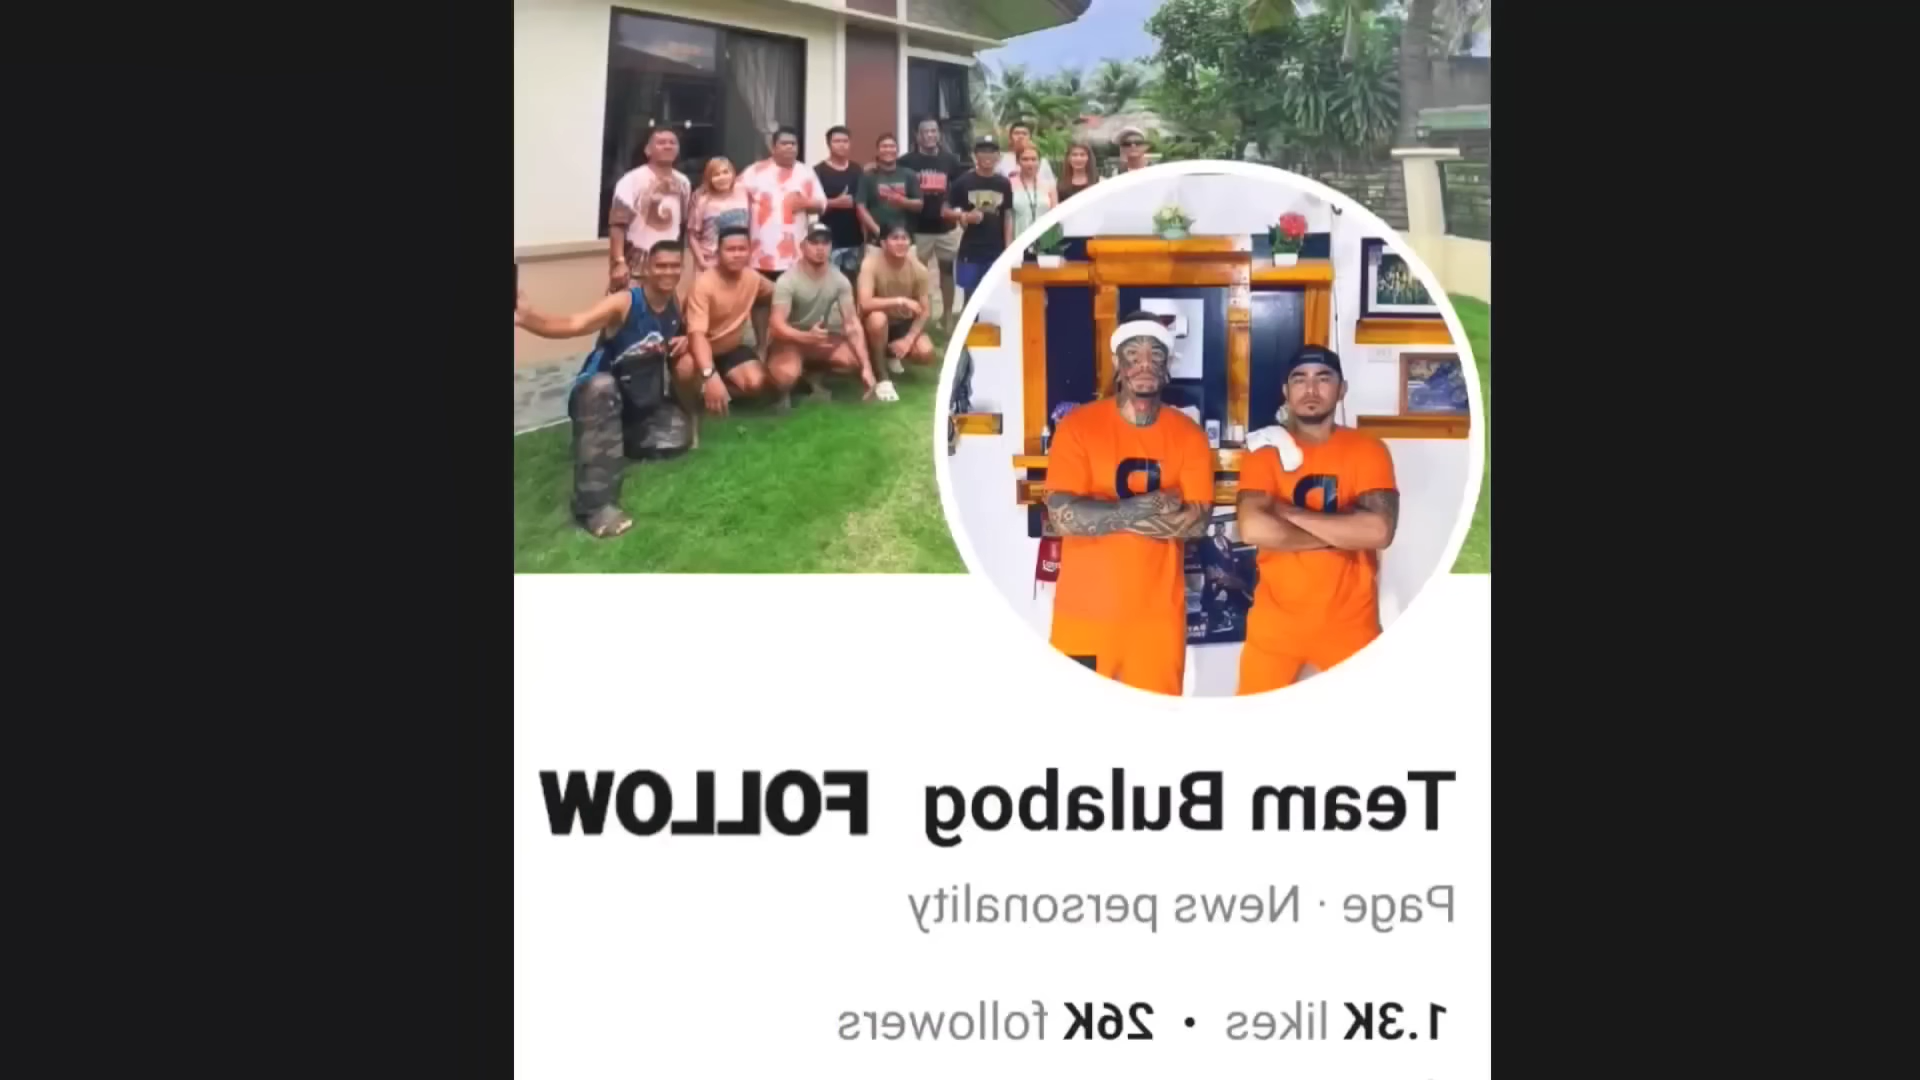 Team Bulabog FOLLOW
Page · News personality
1.3K likes • 26K followers